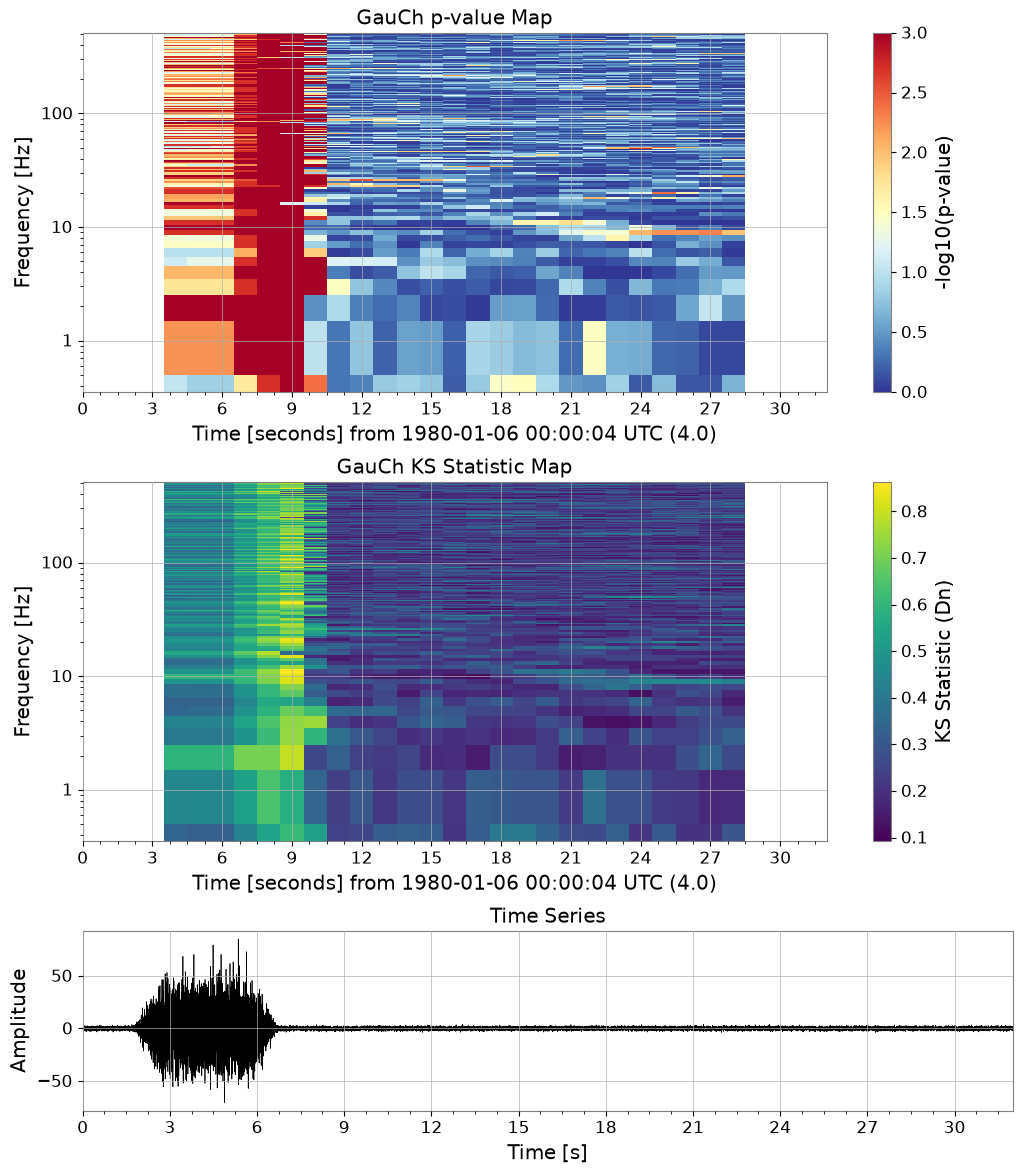 GauCh p-value Map
Frequency [Hz]
100
10
1
0 3 6 9 12 15 18 21 24 27 30
Time [seconds] from 1980-01-06 00:00:04 UTC (4.0)
3.0
2.5
2.0
1.5
1.0
0.5
0.0
-log10(p-value)
GauCh KS Statistic Map
Frequency [Hz]
100
10
1
0 3 6 9 12 15 18 21 24 27 30
Time [seconds] from 1980-01-06 00:00:04 UTC (4.0)
0.8
0.7
0.6
0.5
0.4
0.3
0.2
0.1
KS Statistic (Dn)
Time Series
Amplitude
50
0
−50
0 3 6 9 12 15 18 21 24 27 30
Time [s]